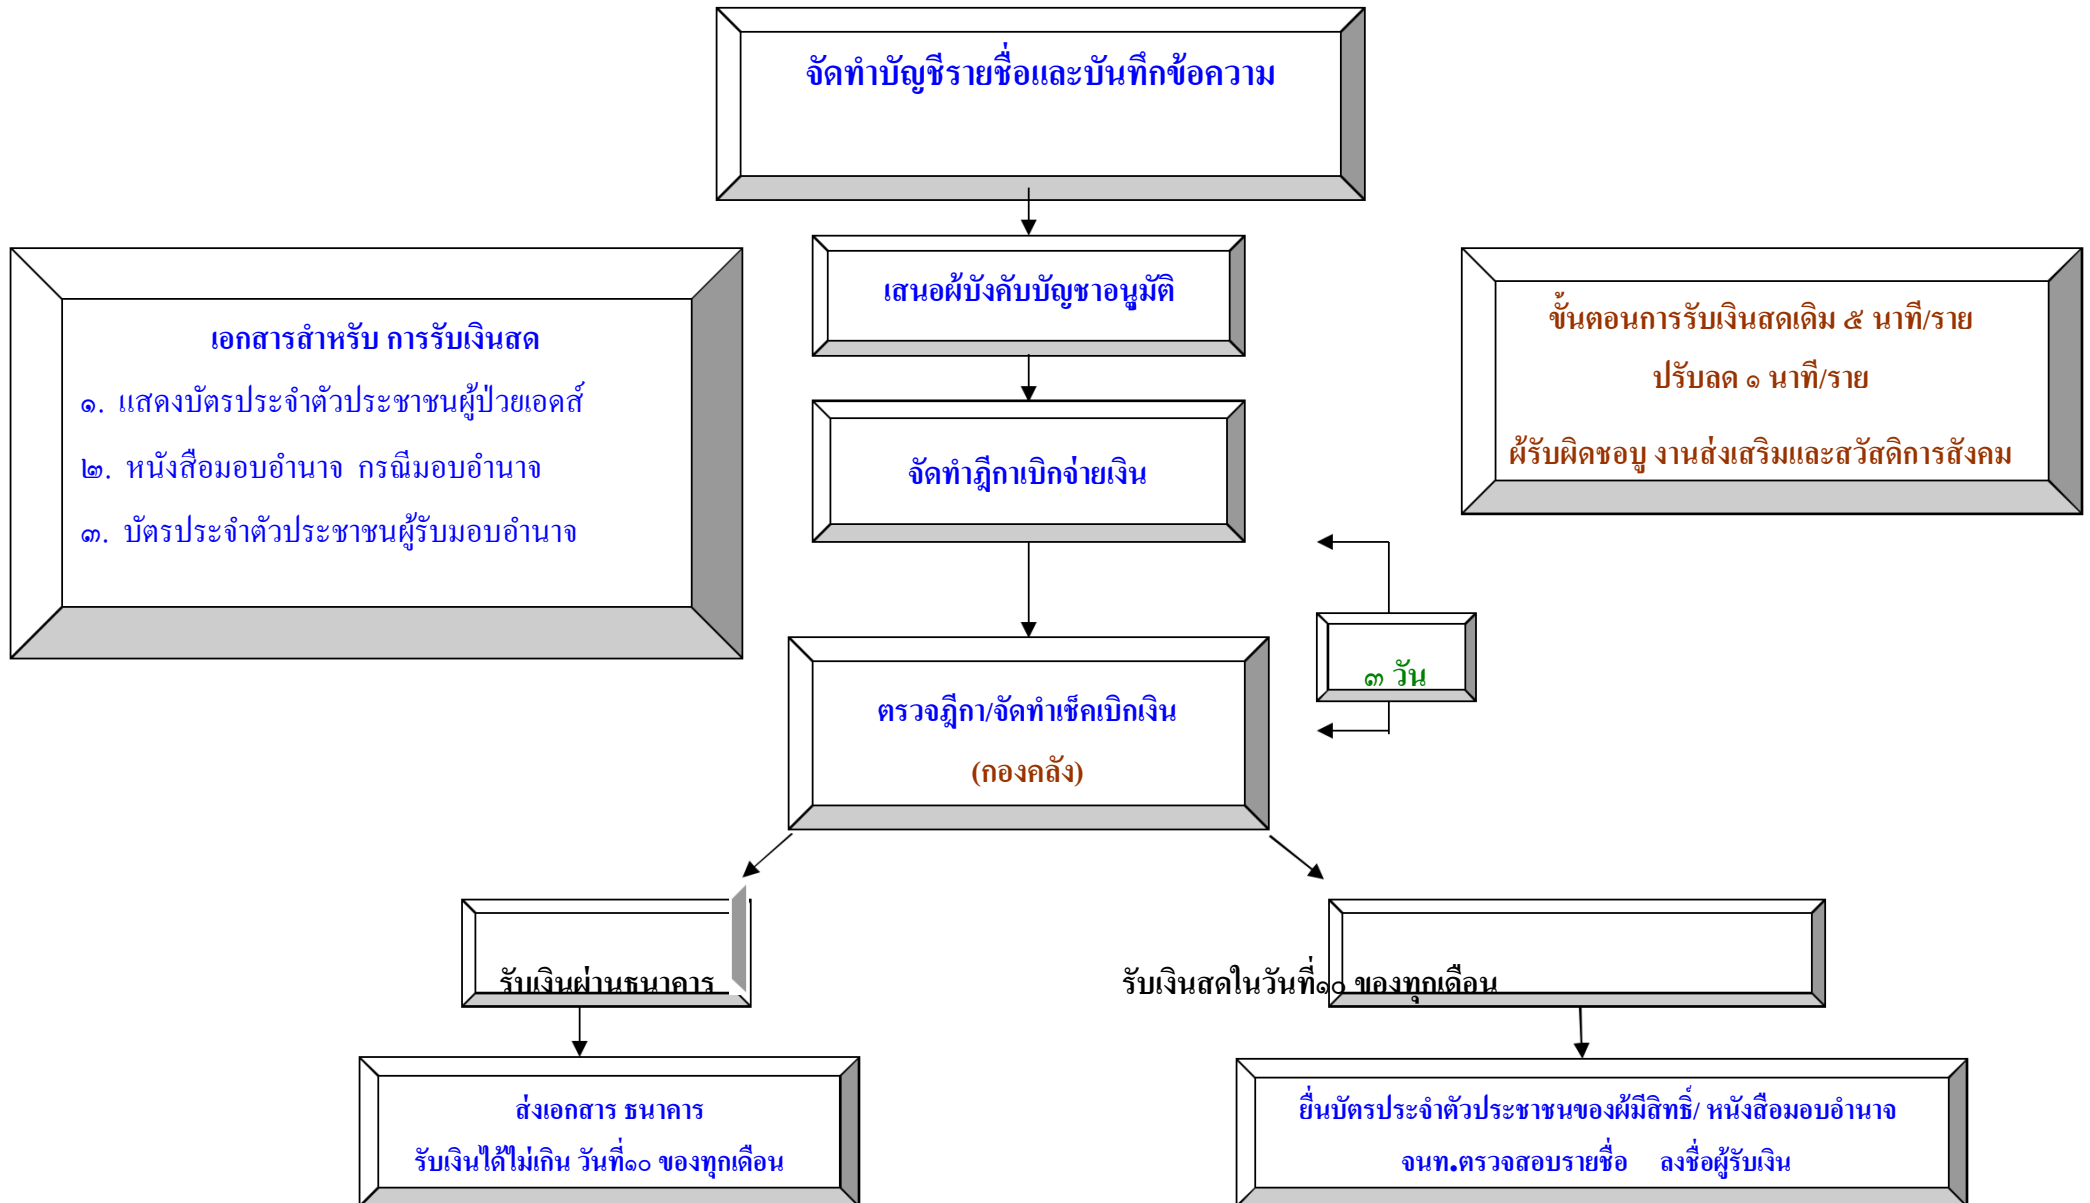 จัดทำบัญชีรายชื่อและบันทึกข้อความ
เสนอผู้บังคับบัญชาอนุมัติ
เอกสารสำหรับ การรับเงินสด
๑. แสดงบัตรประจำตัวประชาชนผู้ป่วยเอดส์
๒. หนังสือมอบอำนาจ กรณีมอบอำนาจ
๓. บัตรประจำตัวประชาชนผู้รับมอบอำนาจ
ขั้นตอนการรับเงินสดเดิม ๕ นาที/ราย
ปรับลด ๑ นาที/ราย
ผ้รับผิดชอบู งานส่งเสริมและสวัสดิการสังคม
จัดทำฎีกาเบิกจ่ายเงิน
๓ วัน
ตรวจฎีกา/จัดทำเช็คเบิกเงิน
(กองคลัง)
รับเงินผ่านธนาคาร
รับเงินสดในวันที่๑๐ ของทุกเดือน
ส่งเอกสาร ธนาคาร
รับเงินได้ไม่เกิน วันที่๑๐ ของทุกเดือน
ยื่นบัตรประจำตัวประชาชนของผ้มีสิทธิ์/ หนังสือมอบอำนาจ
จนท.ตรวจสอบรายชื่อ ลงชื่อผู้รับเงิน